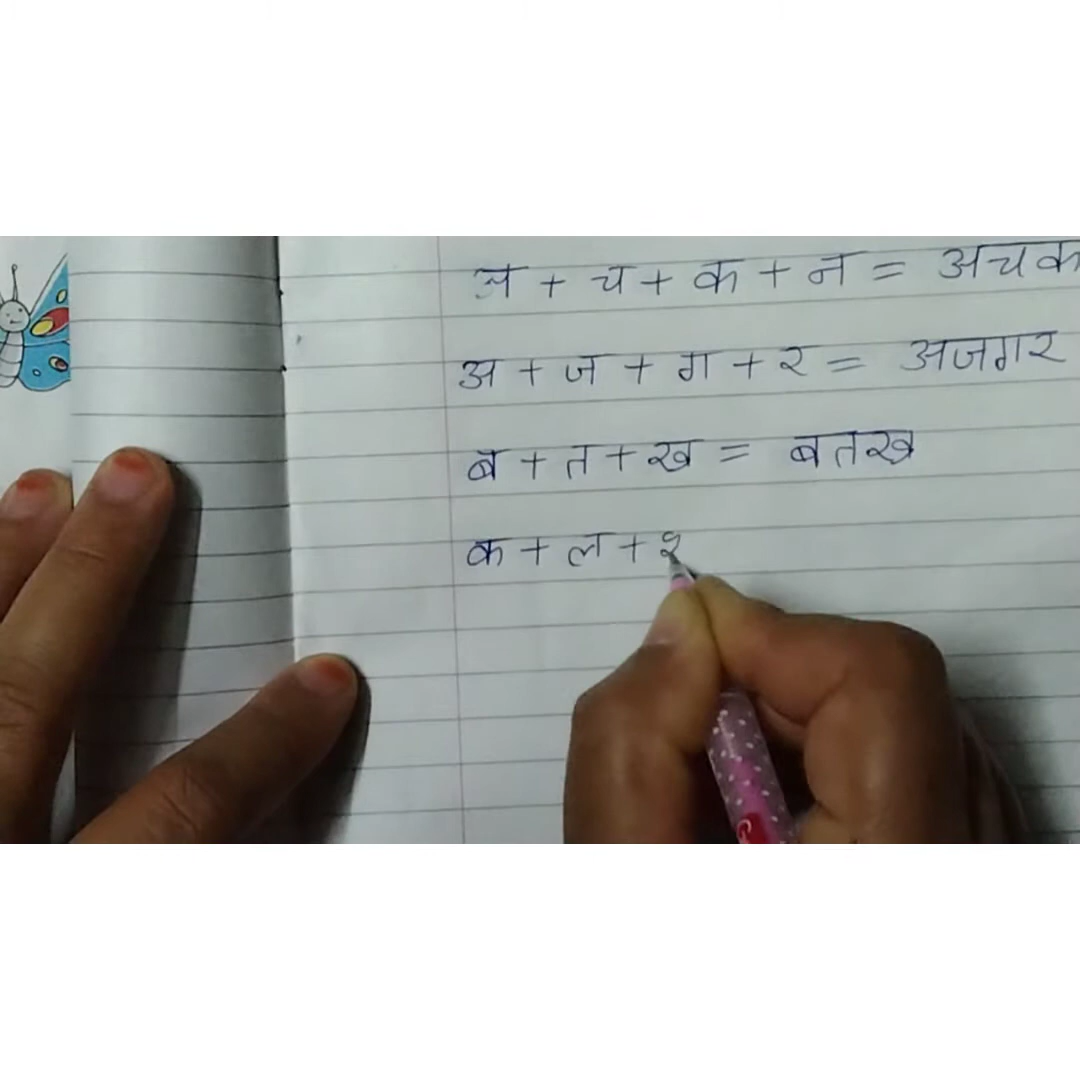 अ + च + क + न = अचक
अ + ज + ग + र = अजगर
ब + त + ख = बतख
क + ल +